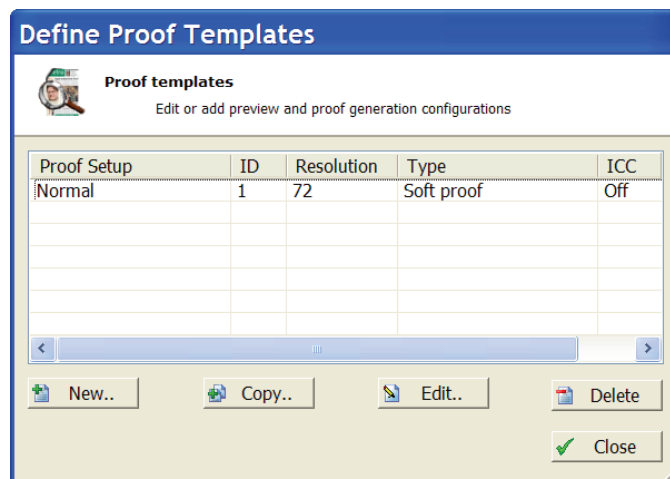 Define Proof Templates
Proof templates
Edit or add preview and proof generation configurations
Proof Setup ID Resolution Type ICC
Normal 1 72 Soft proof Off
New.. Copy.. Edit.. Delete
Close